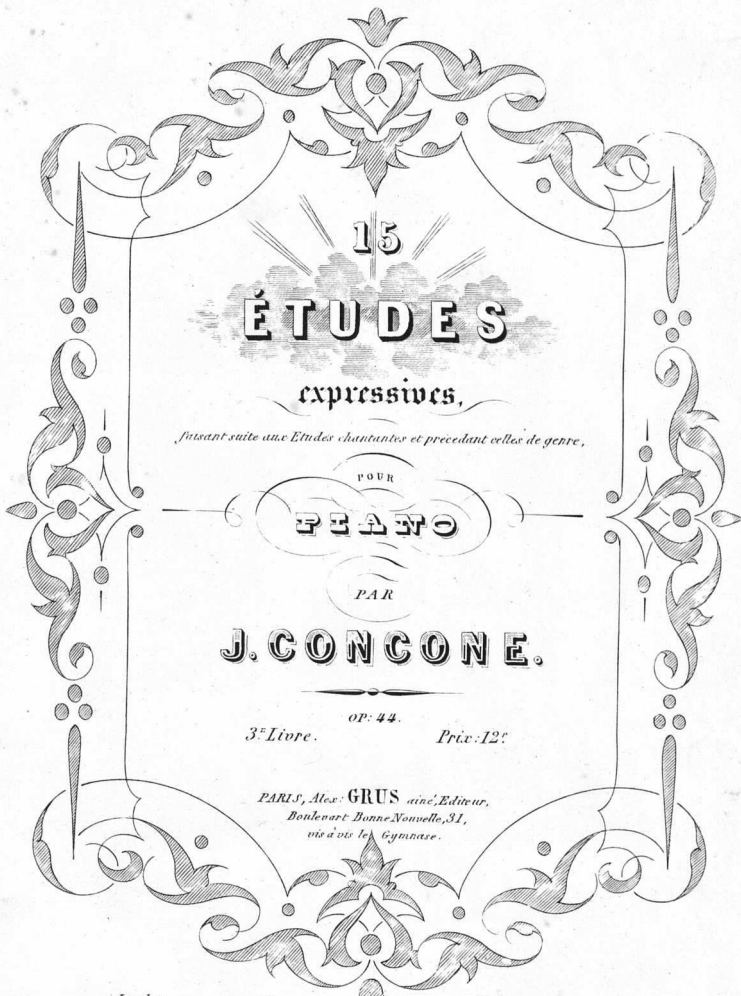 15
ÉTUDES
expressives,
faisant suite aux Etudes chantantes et précédant celles de genre,
POUR
PIANO
PAR
J. CONCONE.
OP: 44.
3.E Livre. Prix: 12f
PARIS, Alex: GRUS ainé, Editeur,
Boulevart Bonne Nouvelle, 31,
vis à vis le Gymnase.